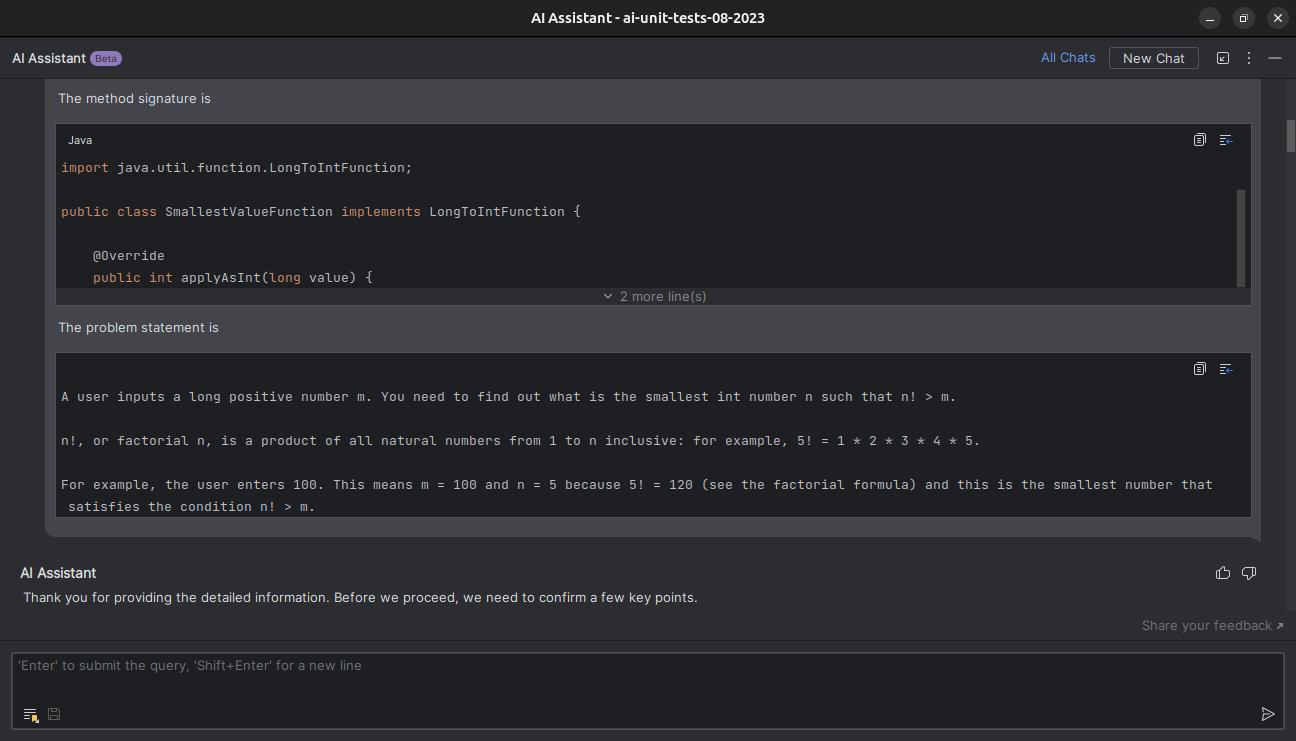 AI Assistant - ai-unit-tests-08-2023
AI Assistant Beta All Chats New Chat
The method signature is
Java
import java.util.function.LongToIntFunction;
public class SmallestValueFunction implements LongToIntFunction {
@Override
public int applyAsInt(long value) {
2 more line(s)
The problem statement is
A user inputs a long positive number m. You need to find out what is the smallest int number n such that n! > m.
n!, or factorial n, is a product of all natural numbers from 1 to n inclusive: for example, 5! = 1 * 2 * 3 * 4 * 5.
For example, the user enters 100. This means m = 100 and n = 5 because 5! = 120 (see the factorial formula) and this is the smallest number that
satisfies the condition n! > m.
AI Assistant
Thank you for providing the detailed information. Before we proceed, we need to confirm a few key points.
Share your feedback ↗
'Enter' to submit the query, 'Shift+Enter' for a new line